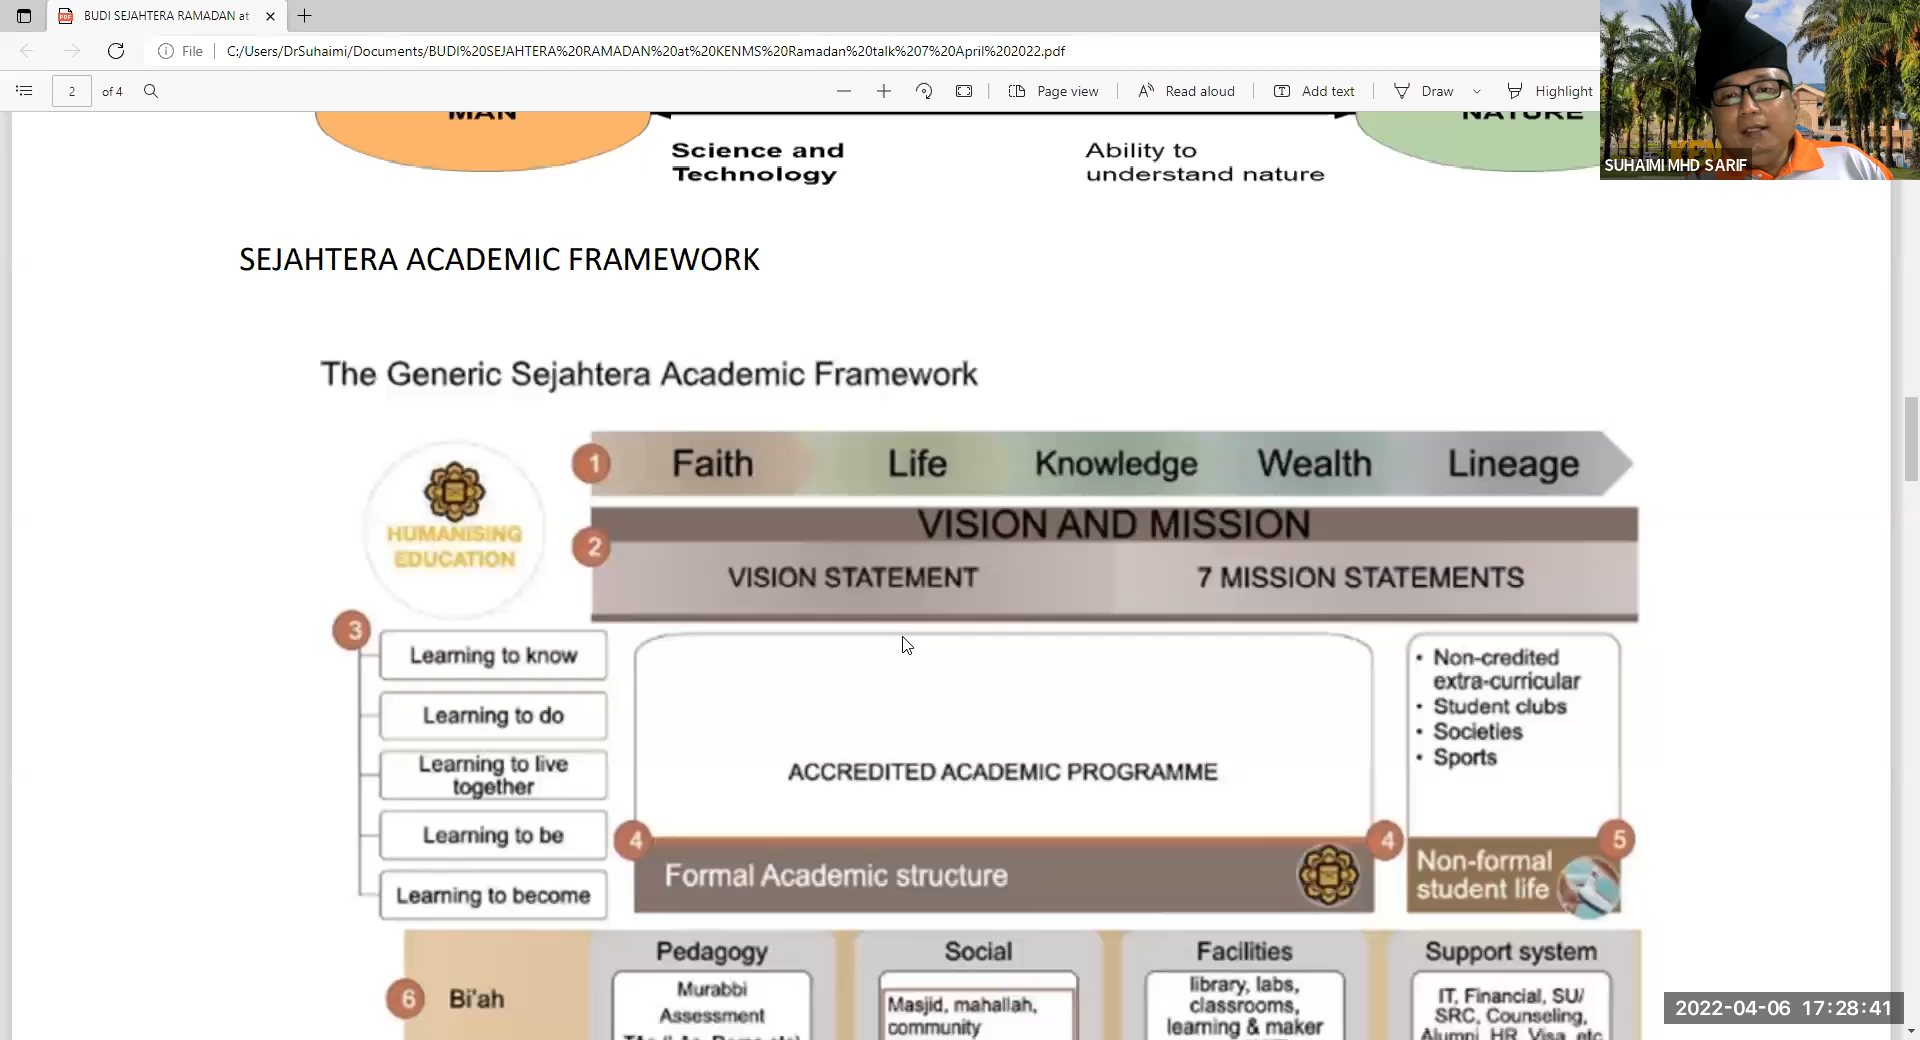 BUDI SEJAHTERA RAMADAN at
File
C:/Users/DrSuhaimi/Documents/BUDI%20SEJAHTERA%20RAMADAN%20at%20KENMS%20Ramadan%20talk%207%20April%202022.pdf
2 of 4
Page view
Read aloud
Add text
Draw
Highlight
SUHAIMI MHD SARIF
MAN
NATURE
Science and
Technology
Ability to
understand nature
SEJAHTERA ACADEMIC FRAMEWORK
The Generic Sejahtera Academic Framework
HUMANISING
EDUCATION
1 Faith Life Knowledge Wealth Lineage
VISION AND MISSION
2
VISION STATEMENT 7 MISSION STATEMENTS
3
Learning to know
Learning to do
Learning to live
together
Learning to be
Learning to become
ACCREDITED ACADEMIC PROGRAMME
4 4
Formal Academic structure
• Non-credited
extra-curricular
• Student clubs
• Societies
• Sports
5
Non-formal
student life
6 Bi'ah
Pedagogy
Murabbi
Assessment
Social
Masjid, mahallah,
community
Facilities
library, labs,
classrooms,
learning & maker
Support system
IT, Financial, SU/
SRC, Counseling,
Alumni, HR, Visa, etc
2022-04-06 17:28:41